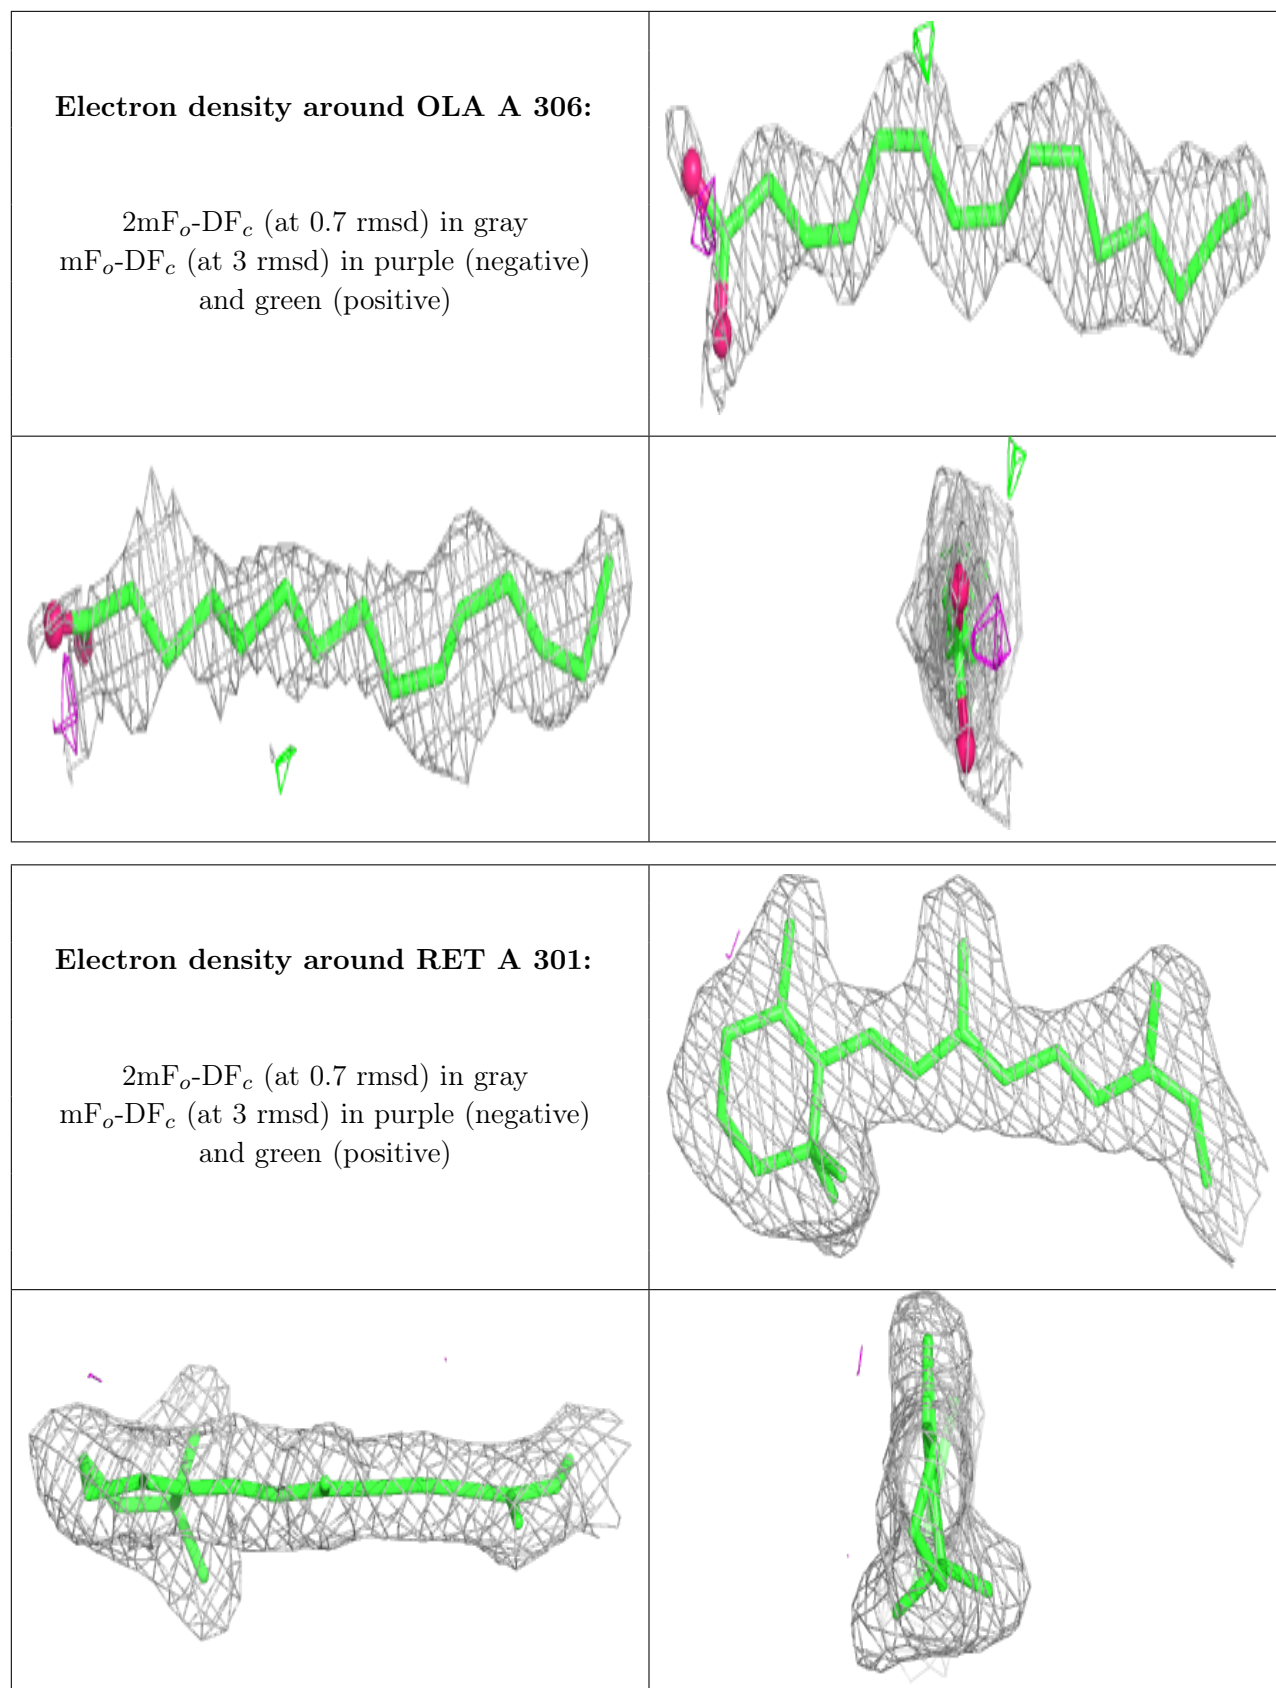 Electron density around OLA A 306:
2mFₒ-DF𝒸 (at 0.7 rmsd) in gray
mFₒ-DF𝒸 (at 3 rmsd) in purple (negative)
and green (positive)
Electron density around RET A 301:
2mFₒ-DF𝒸 (at 0.7 rmsd) in gray
mFₒ-DF𝒸 (at 3 rmsd) in purple (negative)
and green (positive)